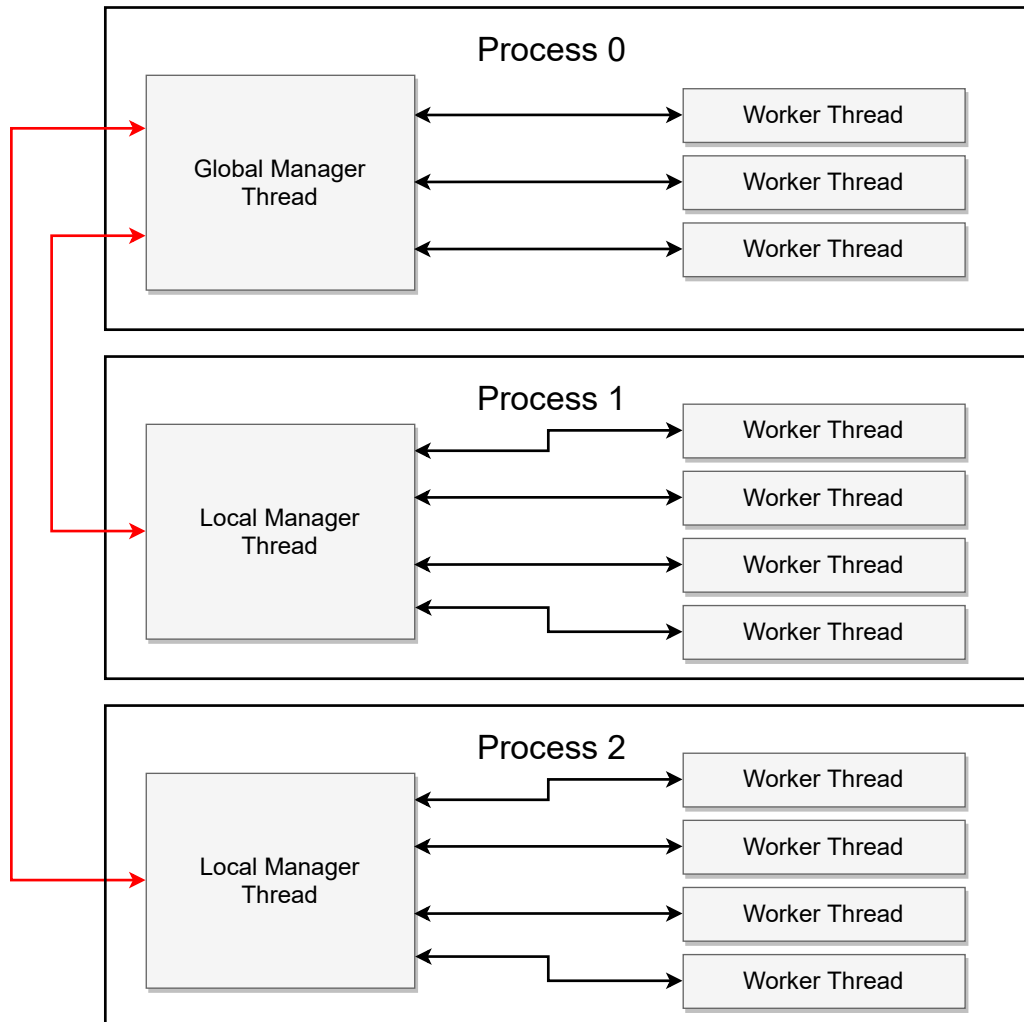 Process 0
Global Manager
Thread
Worker Thread
Worker Thread
Worker Thread
Process 1
Local Manager
Thread
Worker Thread
Worker Thread
Worker Thread
Worker Thread
Process 2
Local Manager
Thread
Worker Thread
Worker Thread
Worker Thread
Worker Thread